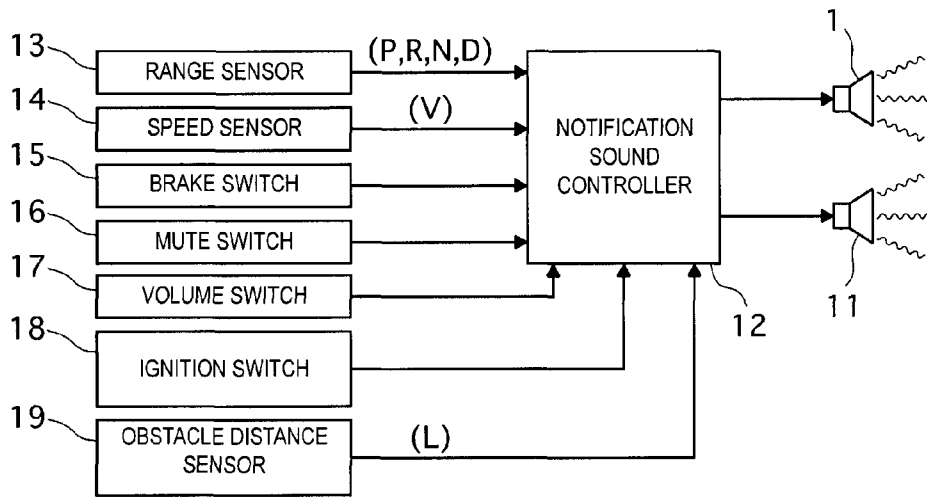 13
RANGE SENSOR
(P,R,N,D)
14
SPEED SENSOR
(V)
15
BRAKE SWITCH
16
MUTE SWITCH
17
VOLUME SWITCH
18
IGNITION SWITCH
19
OBSTACLE DISTANCE
SENSOR
(L)
NOTIFICATION
SOUND
CONTROLLER
12
1
11